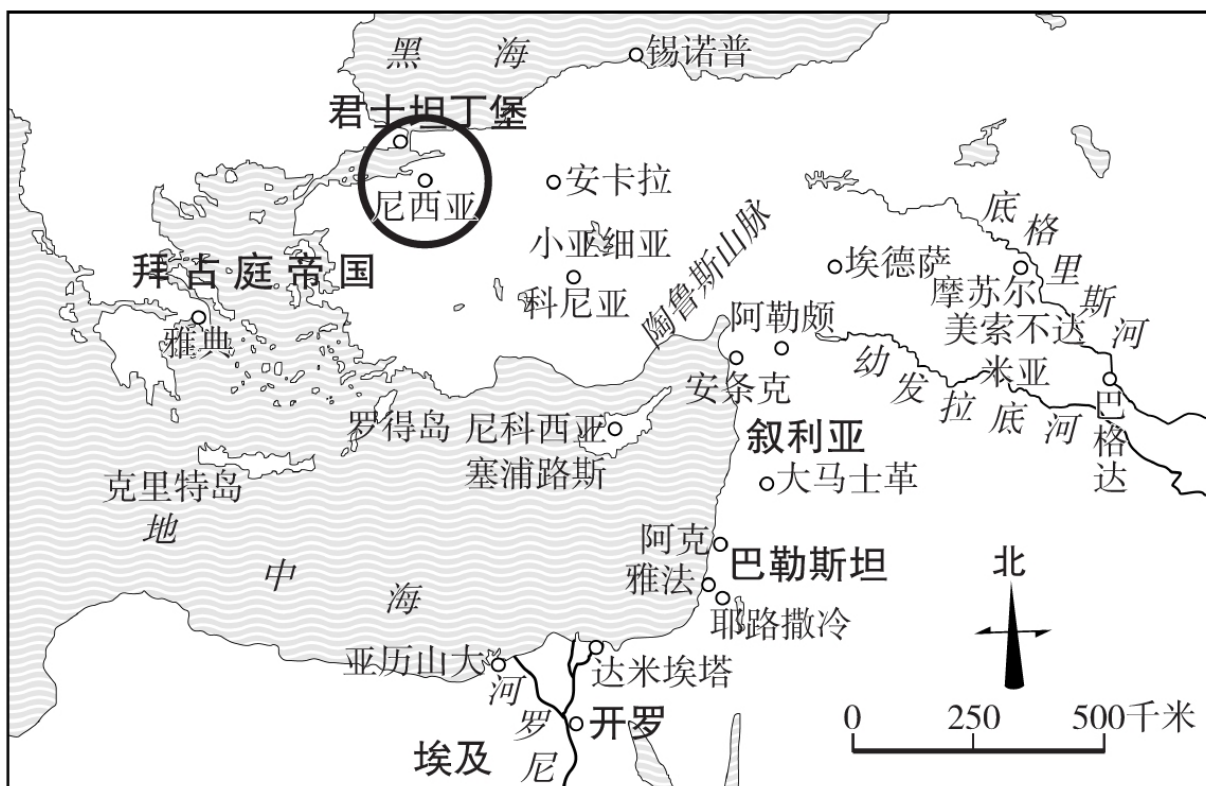 黑海
锡诺普
君士坦丁堡
尼西亚
安卡拉
小亚细亚
科尼亚
陶鲁斯山脉
拜占庭帝国
雅典
埃德萨
底格里斯河
摩苏尔
美索不达
米亚
阿勒颇
安条克
幼发拉底河
巴格达
罗得岛
尼科西亚
塞浦路斯
叙利亚
大马士革
克里特岛
地中海
阿克
巴勒斯坦
雅法
耶路撒冷
北
亚历山大
达米埃塔
河罗尼
开罗
埃及
0 250 500千米